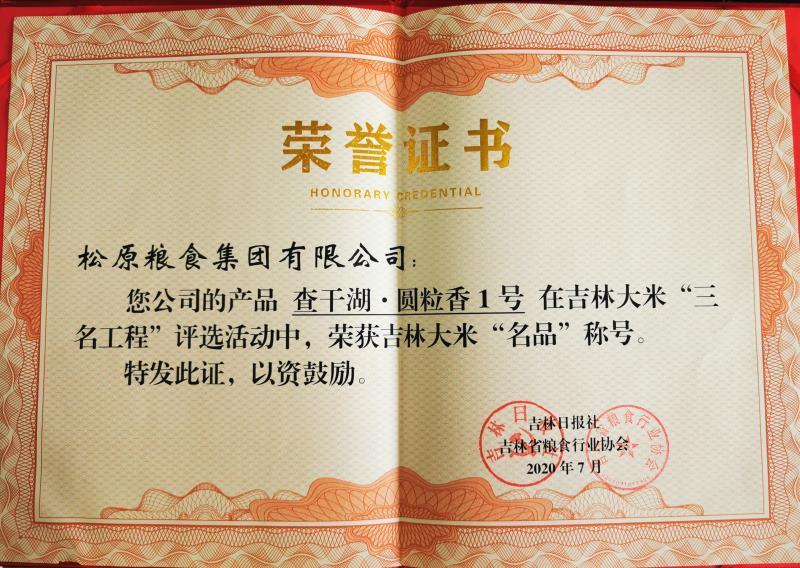 荣誉证书
HONORARY CREDENTIAL
松原粮食集团有限公司：
您公司的产品 查干湖·圆粒香1号 在吉林大米“三
名工程”评选活动中，荣获吉林大米“名品”称号。
特发此证，以资鼓励。
吉林日报社
吉林省粮食行业协会
2020年7月